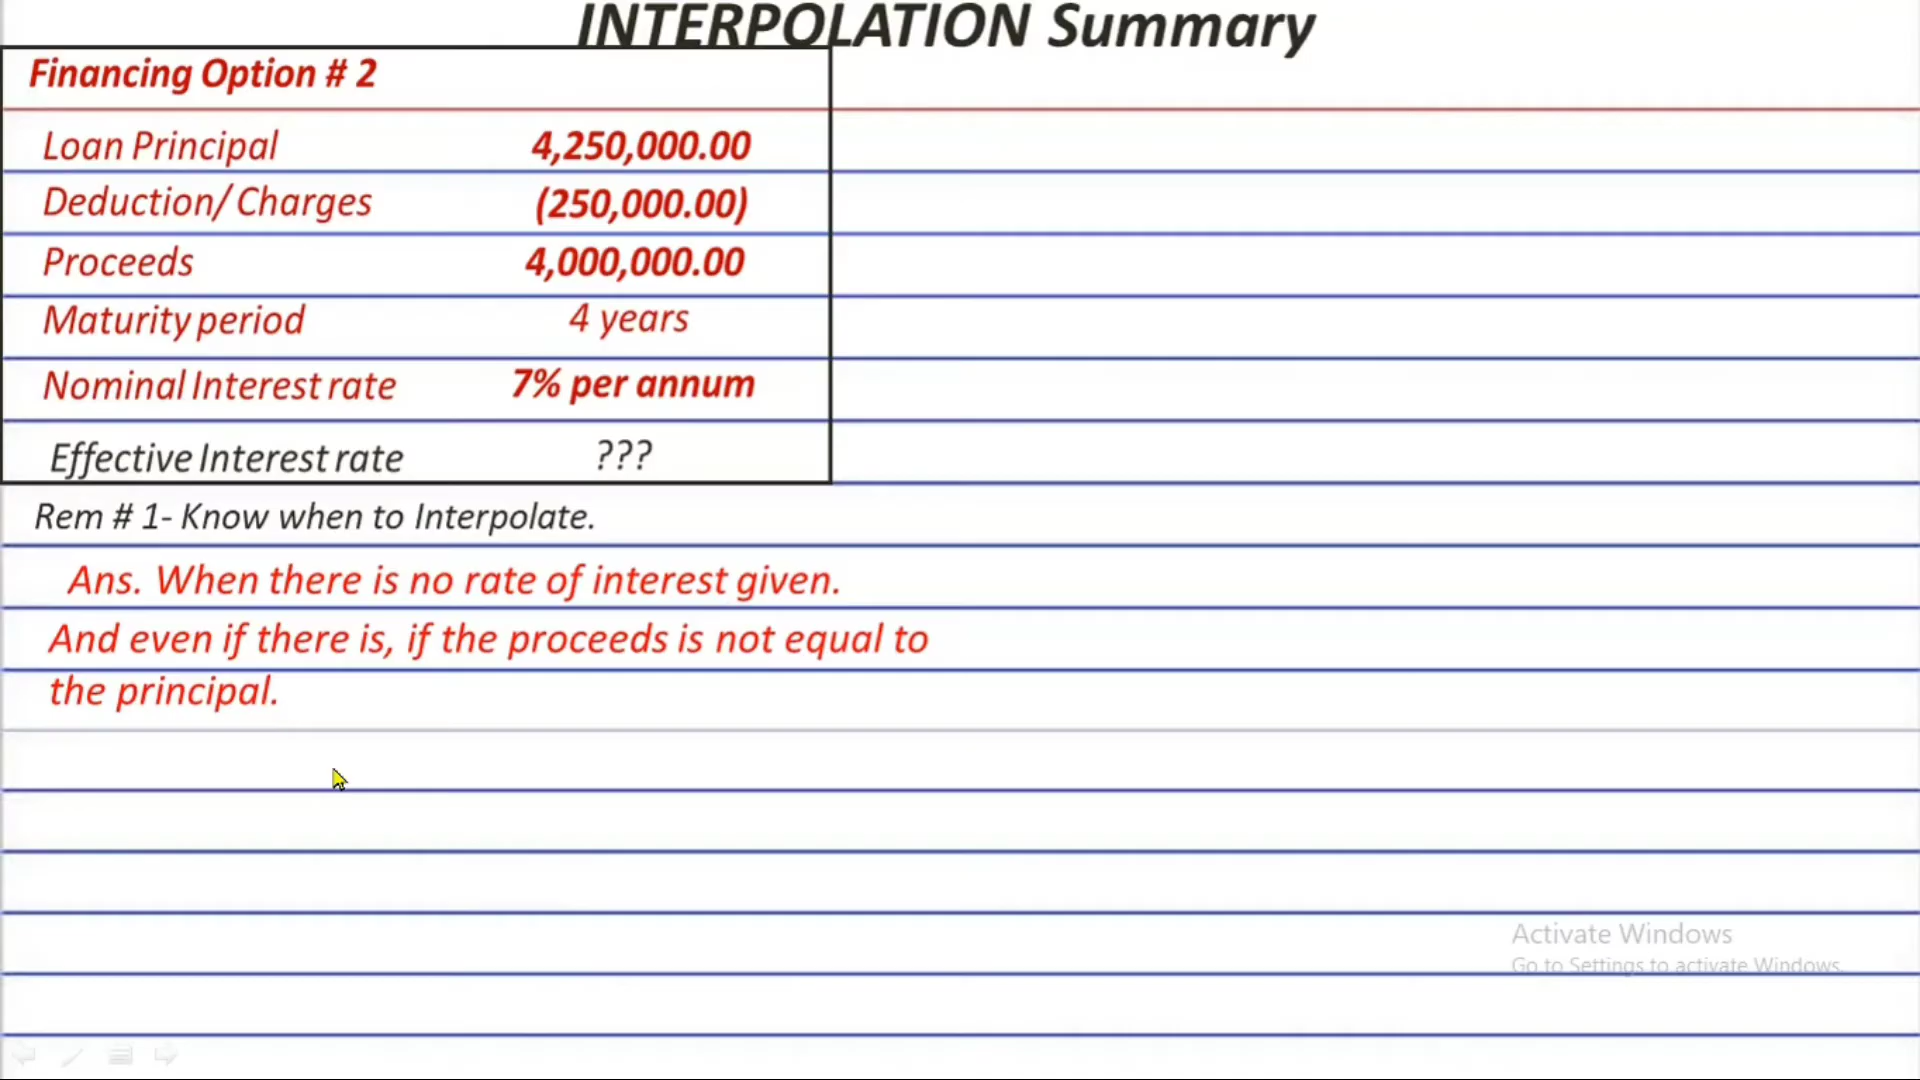 INTERPOLATION Summary
Financing Option # 2
Loan Principal 4,250,000.00
Deduction/ Charges (250,000.00)
Proceeds 4,000,000.00
Maturity period 4 years
Nominal Interest rate 7% per annum
Effective Interest rate ???
Rem # 1- Know when to Interpolate.
Ans. When there is no rate of interest given.
And even if there is, if the proceeds is not equal to
the principal.
Activate Windows
Go to Settings to activate Windows.